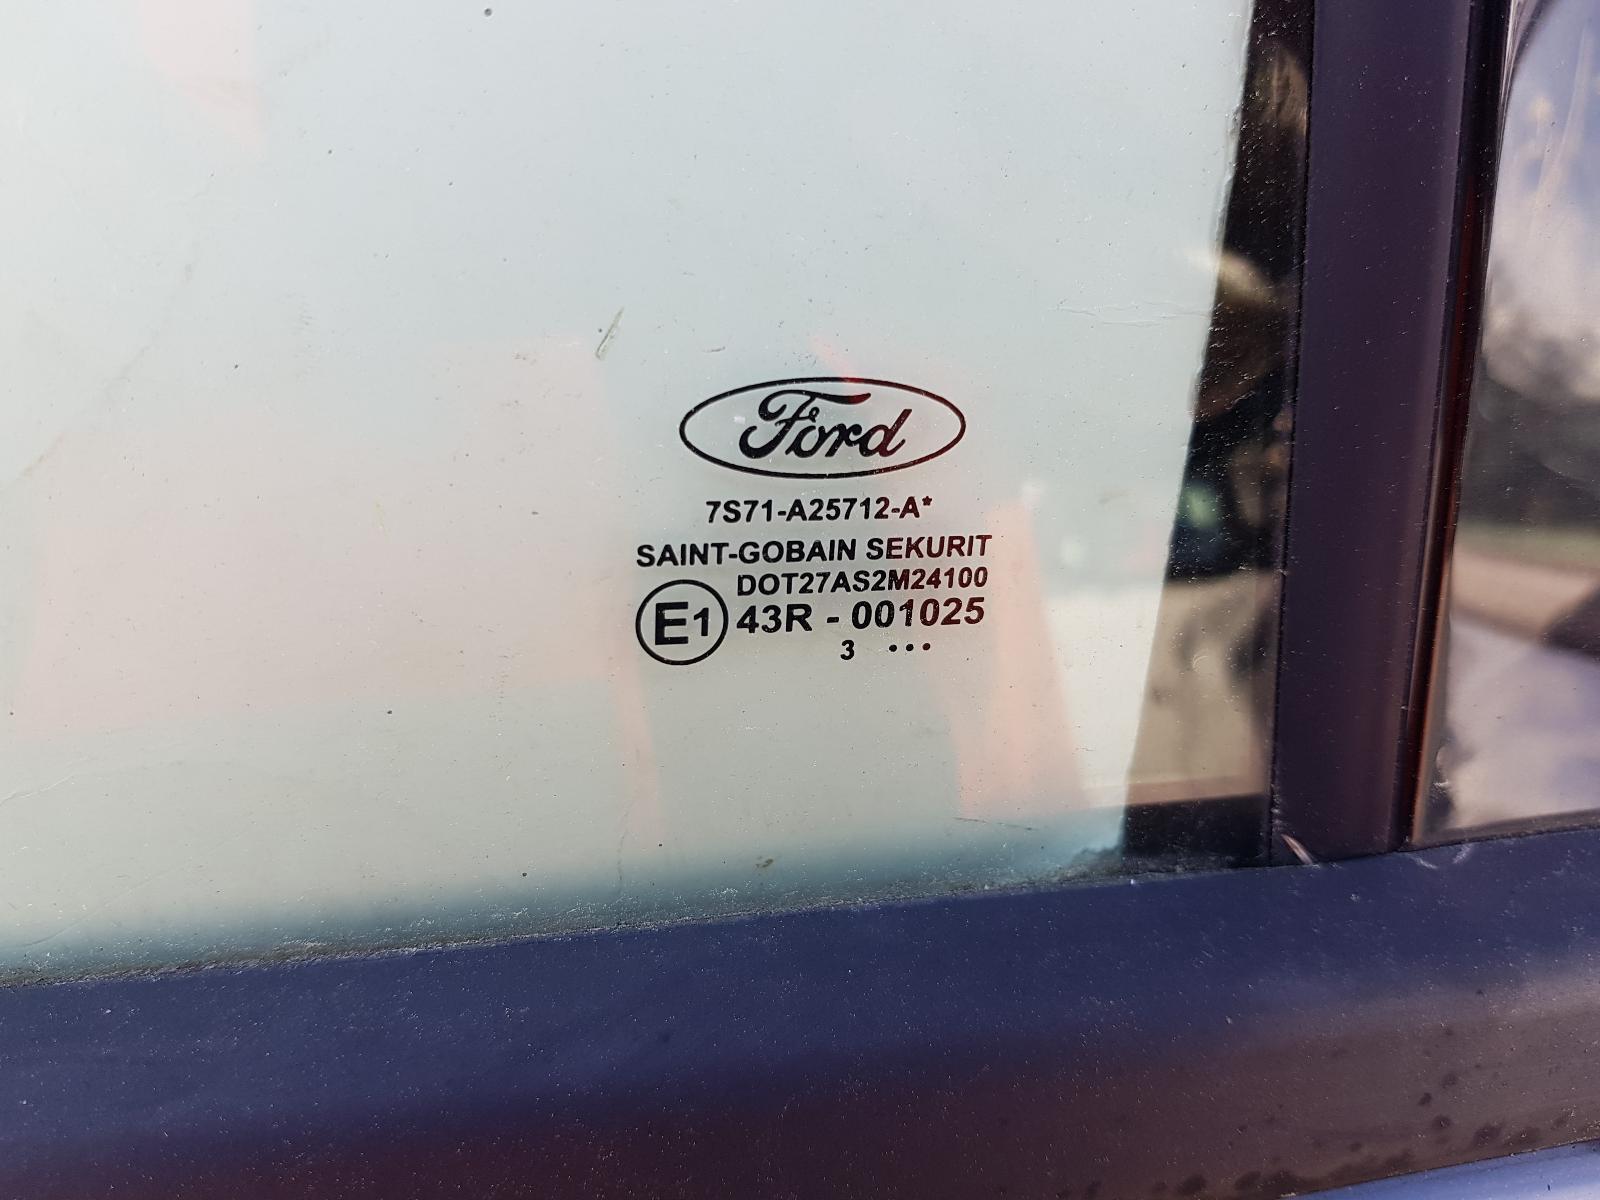 Ford
7S71-A25712-A*
SAINT-GOBAIN SEKURIT
DOT27AS2M24100
E1 43R - 001025
3 ...